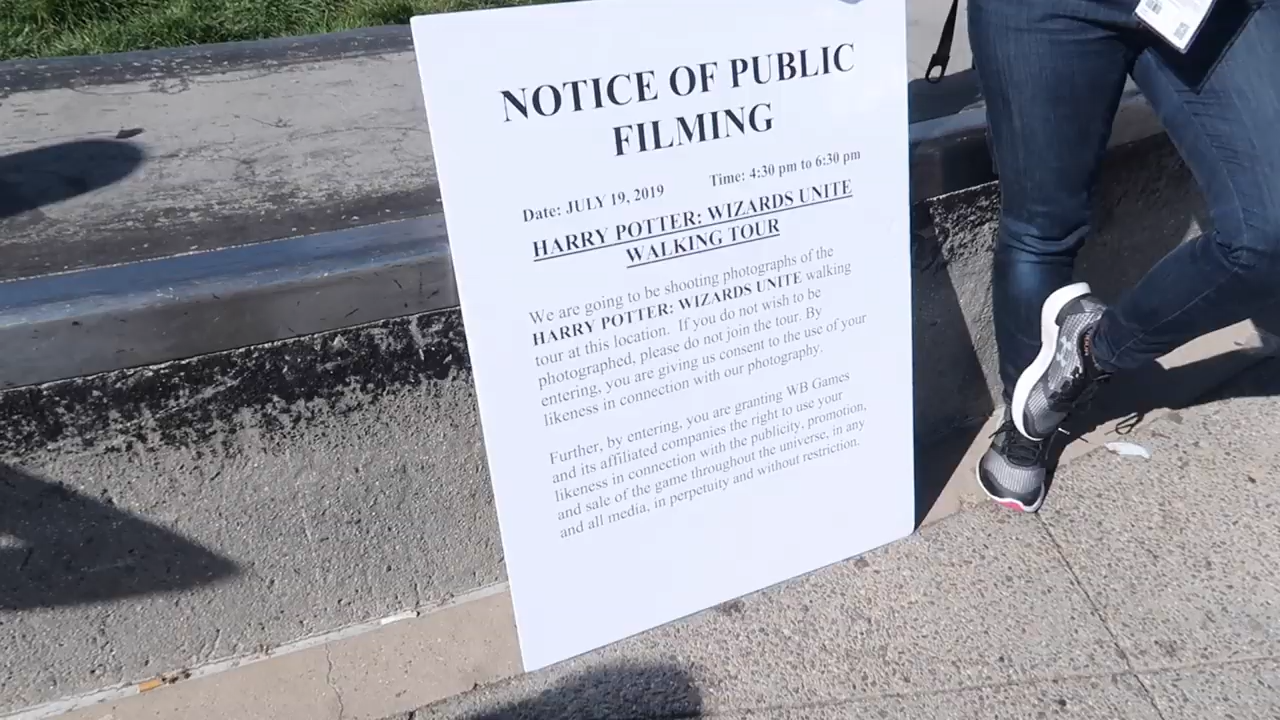 NOTICE OF PUBLIC
FILMING
Date: JULY 19, 2019 Time: 4:30 pm to 6:30 pm
HARRY POTTER: WIZARDS UNITE
WALKING TOUR
We are going to be shooting photographs of the
HARRY POTTER: WIZARDS UNITE walking
tour at this location. If you do not wish to be
photographed, please do not join the tour. By
entering, you are giving us consent to the use of your
likeness in connection with our photography.
Further, by entering, you are granting WB Games
and its affiliated companies the right to use your
likeness in connection with the publicity, promotion,
and sale of the game throughout the universe, in any
and all media, in perpetuity and without restriction.